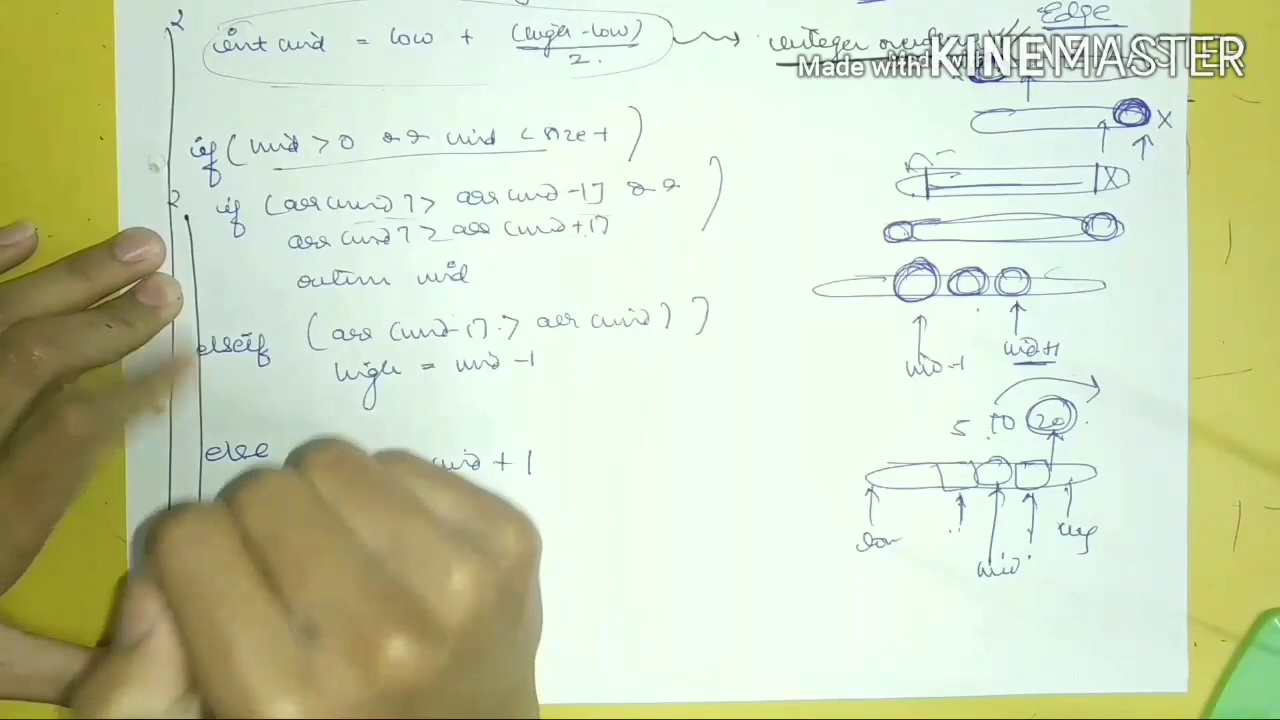 Edge
int mid = low + (high-low)/2. integer
Made with KINEMASTER
if (mid > 0 && mid < size-1)
if (arr[mid] > arr[mid-1] &&
arr[mid] > arr[mid+1])
return mid
else if (arr[mid-1] > arr[mid])
high = mid -1
mid-1 mid+1
5 10 20
else mid + 1
low mid high